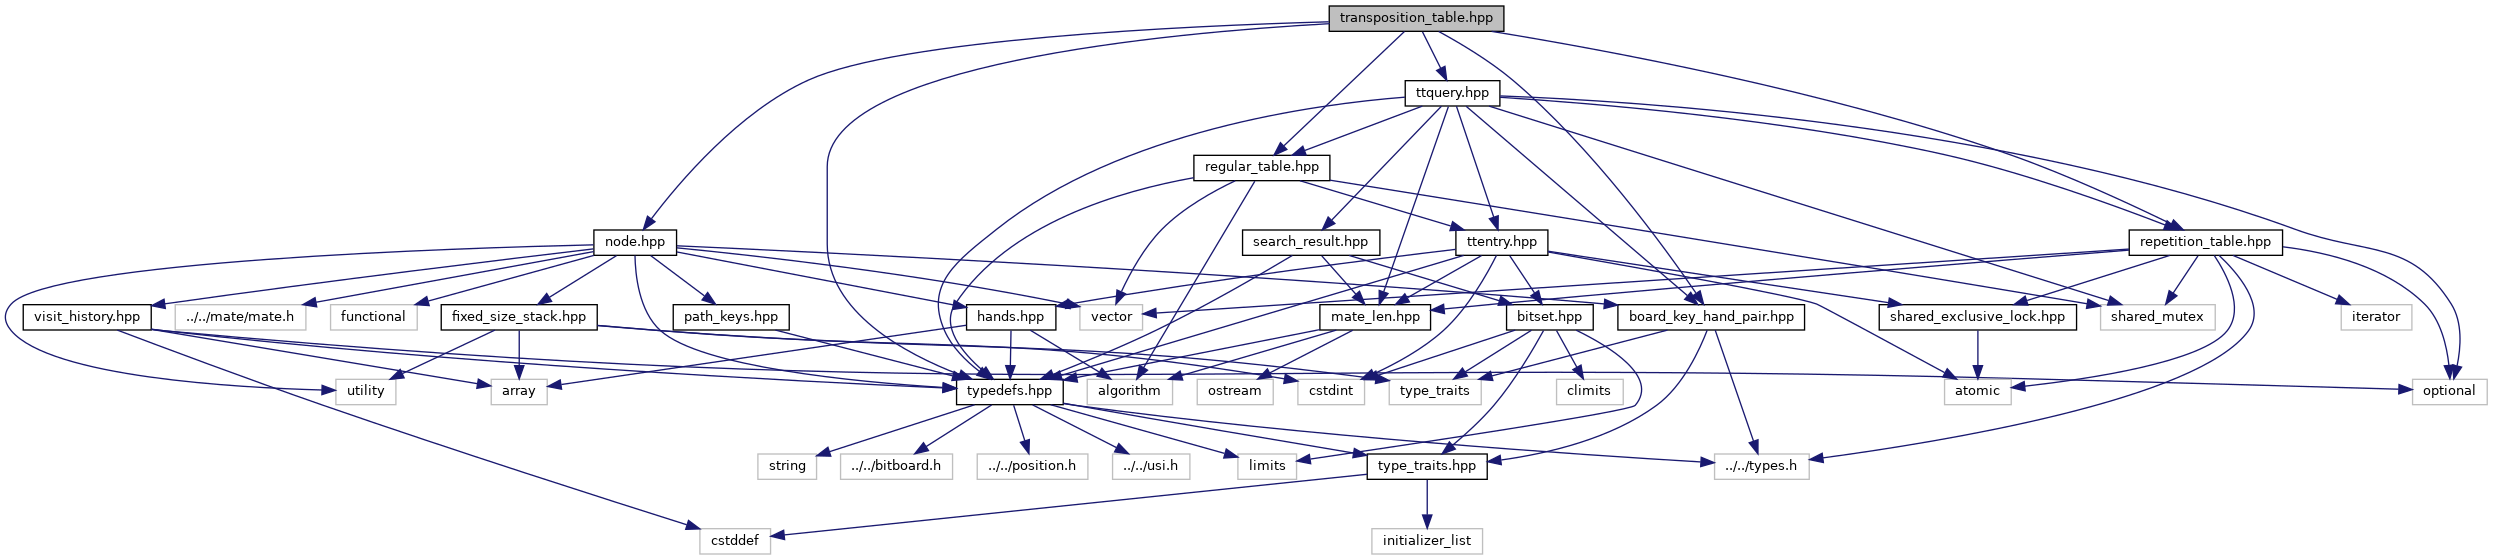 transposition_table.hpp
ttquery.hpp
regular_table.hpp
node.hpp
search_result.hpp
ttentry.hpp
repetition_table.hpp
visit_history.hpp
../../mate/mate.h
functional
fixed_size_stack.hpp
path_keys.hpp
hands.hpp
vector
mate_len.hpp
bitset.hpp
board_key_hand_pair.hpp
shared_exclusive_lock.hpp
shared_mutex
iterator
utility
array
typedefs.hpp
algorithm
ostream
cstdint
type_traits
climits
atomic
optional
string
../../bitboard.h
../../position.h
../../usi.h
limits
type_traits.hpp
../../types.h
cstddef
initializer_list